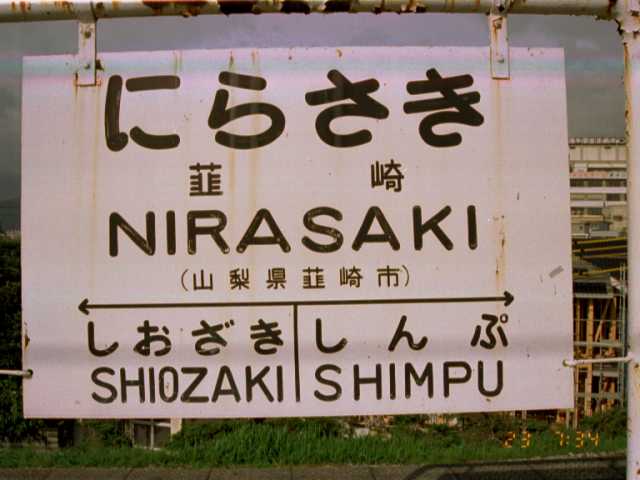 にらさき
韮崎
NIRASAKI
(山梨県韮崎市)
しおざき しんぷ
SHIOZAKI SHIMPU
23 7:34